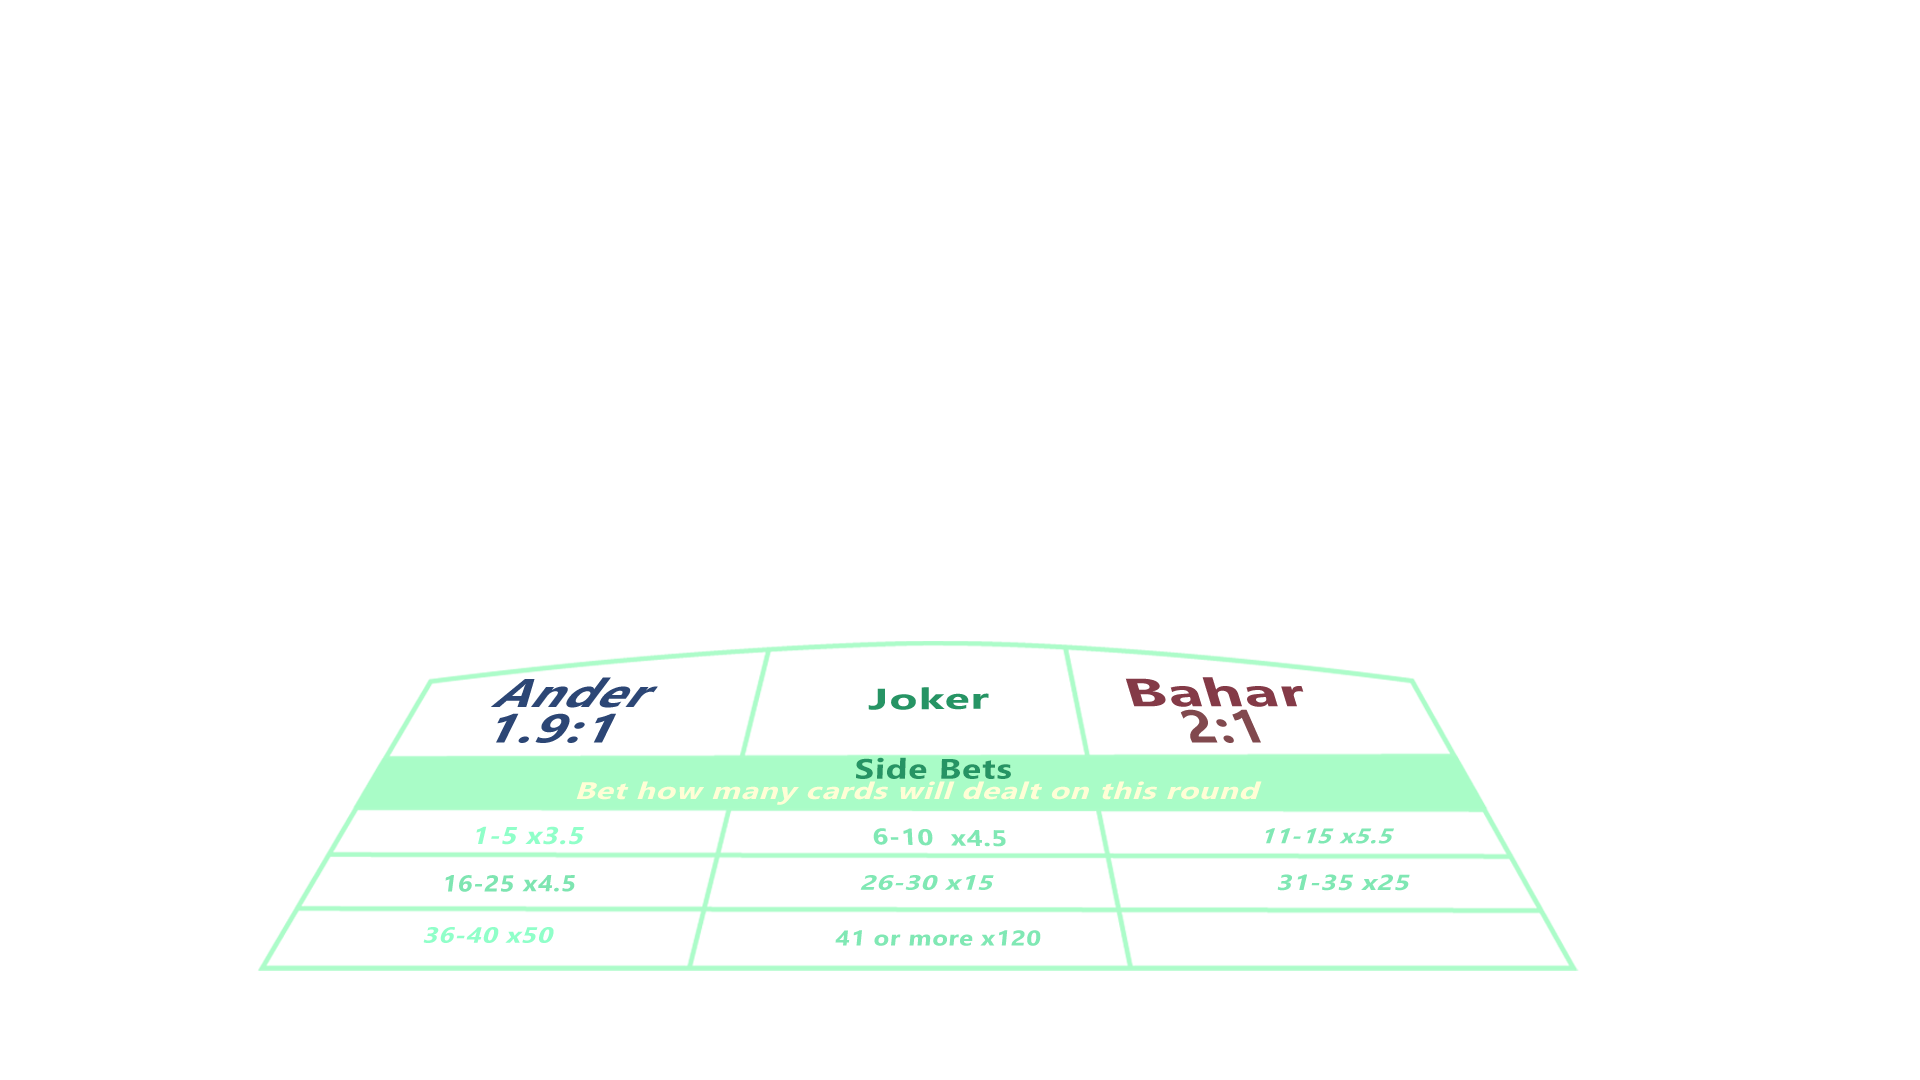 Ander
1.9:1
Joker
Bahar
2:1
Side Bets
Bet how many cards will dealt on this round
1-5 x3.5
6-10 x4.5
11-15 x5.5
16-25 x4.5
26-30 x15
31-35 x25
36-40 x50
41 or more x120